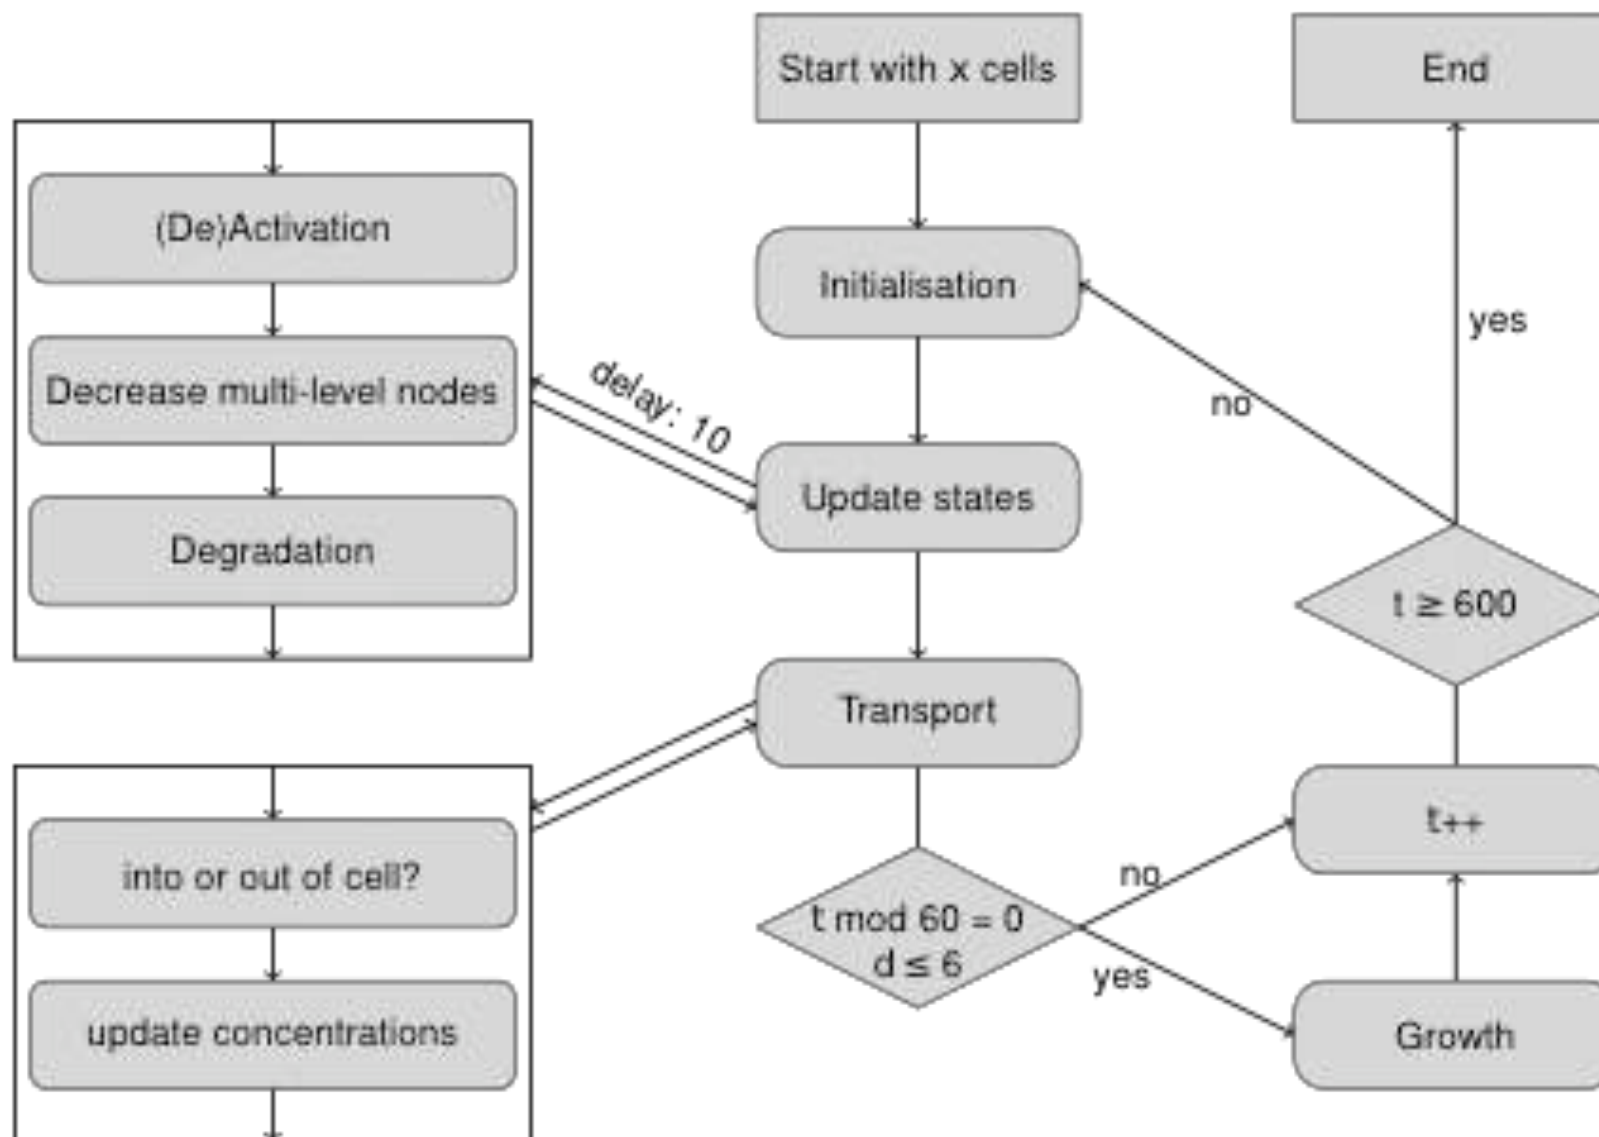 Start with x cells
End
(De)Activation
Initialisation
yes
Decrease multi-level nodes
delay: 10
no
Update states
Degradation
t ≥ 600
Transport
t++
into or out of cell?
no
t mod 60 = 0
d ≤ 6
yes
update concentrations
Growth